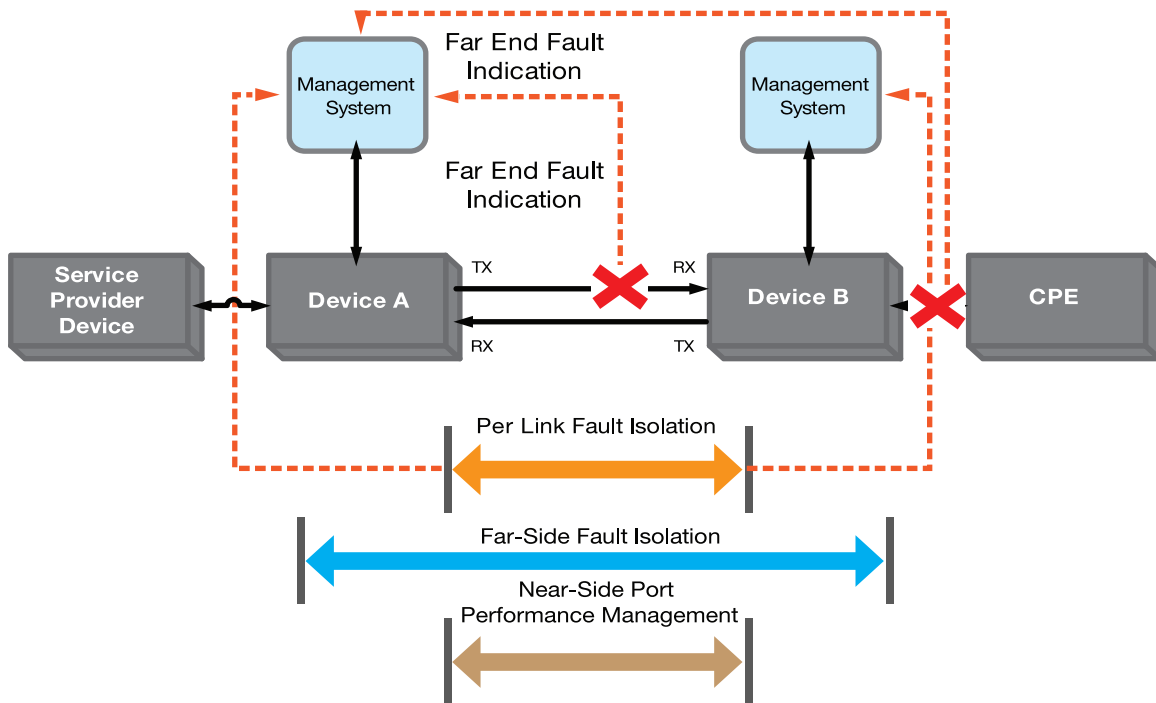 Far End Fault
Indication
Management
System
Management
System
Far End Fault
Indication
Service
Provider
Device
Device A
TX
RX
Device B
CPE
RX
TX
Per Link Fault Isolation
Far-Side Fault Isolation
Near-Side Port
Performance Management